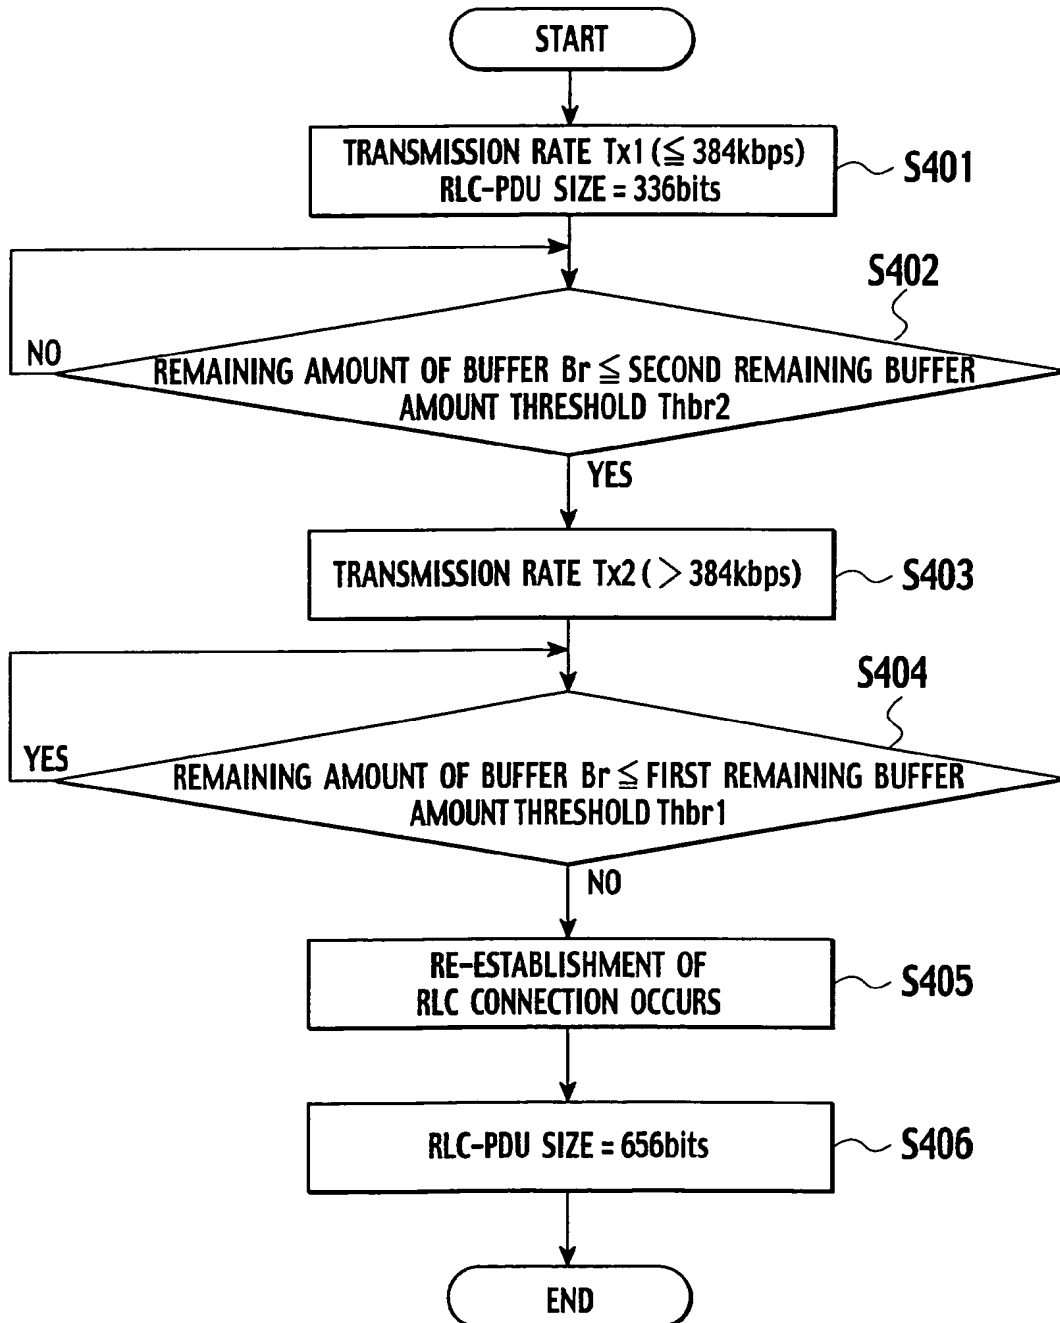 START
TRANSMISSION RATE Tx1 (≦ 384kbps)
RLC-PDU SIZE = 336bits
S401
S402
NO
REMAINING AMOUNT OF BUFFER Br ≦ SECOND REMAINING BUFFER
AMOUNT THRESHOLD Thbr2
YES
TRANSMISSION RATE Tx2 ( > 384kbps)
S403
S404
YES
REMAINING AMOUNT OF BUFFER Br ≦ FIRST REMAINING BUFFER
AMOUNT THRESHOLD Thbr1
NO
RE-ESTABLISHMENT OF
RLC CONNECTION OCCURS
S405
RLC-PDU SIZE = 656bits
S406
END